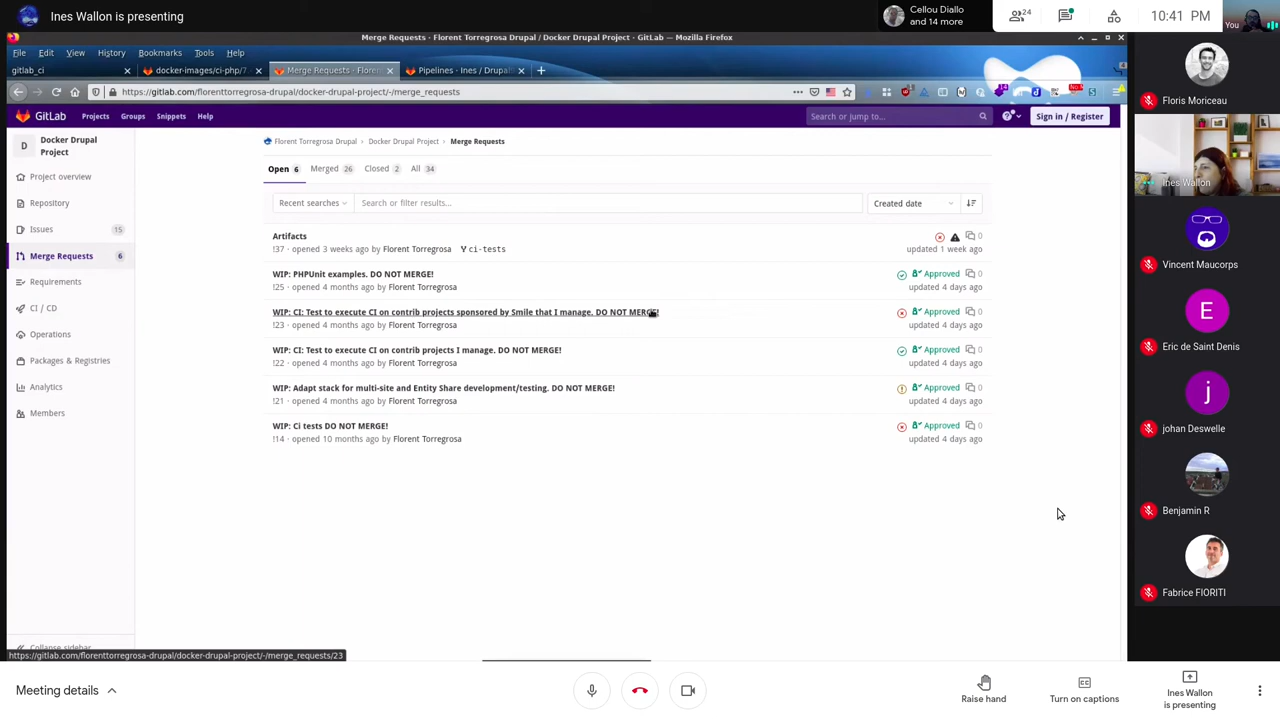 Ines Wallon is presenting
Cellou Diallo
and 14 more
24
10:41 PM
You
Merge Requests - Florent Torregrosa Drupal / Docker Drupal Project - GitLab — Mozilla Firefox
File Edit View History Bookmarks Tools Help
gitlab_ci
docker-images/ci-php/7
Merge Requests · Floren
Pipelines · Ines / Drupal
https://gitlab.com/florenttorregrosa-drupal/docker-drupal-project/-/merge_requests
GitLab Projects Groups Snippets Help
Search or jump to...
Sign in / Register
D
Docker Drupal
Project
Project overview
Repository
Issues 15
Merge Requests 6
Requirements
CI / CD
Operations
Packages & Registries
Analytics
Members
Collapse sidebar
Florent Torregrosa Drupal > Docker Drupal Project > Merge Requests
Open 6 Merged 26 Closed 2 All 34
Recent searches Search or filter results... Created date
Artifacts 0
!37 · opened 3 weeks ago by Florent Torregrosa ci-tests updated 1 week ago
WIP: PHPUnit examples. DO NOT MERGE! Approved 0
!25 · opened 4 months ago by Florent Torregrosa updated 4 days ago
WIP: CI: Test to execute CI on contrib projects sponsored by Smile that I manage. DO NOT MERGE! Approved 0
!23 · opened 4 months ago by Florent Torregrosa updated 4 days ago
WIP: CI: Test to execute CI on contrib projects I manage. DO NOT MERGE! Approved 0
!22 · opened 4 months ago by Florent Torregrosa updated 4 days ago
WIP: Adapt stack for multi-site and Entity Share development/testing. DO NOT MERGE! Approved 0
!21 · opened 4 months ago by Florent Torregrosa updated 4 days ago
WIP: Ci tests DO NOT MERGE! Approved 0
!14 · opened 10 months ago by Florent Torregrosa updated 4 days ago
https://gitlab.com/florenttorregrosa-drupal/docker-drupal-project/-/merge_requests/23
Floris Moriceau
Ines Wallon
Vincent Maucorps
E
Eric de Saint Denis
j
johan Deswelle
Benjamin R
Fabrice FIORITI
Meeting details
Raise hand
Turn on captions
Ines Wallon
is presenting